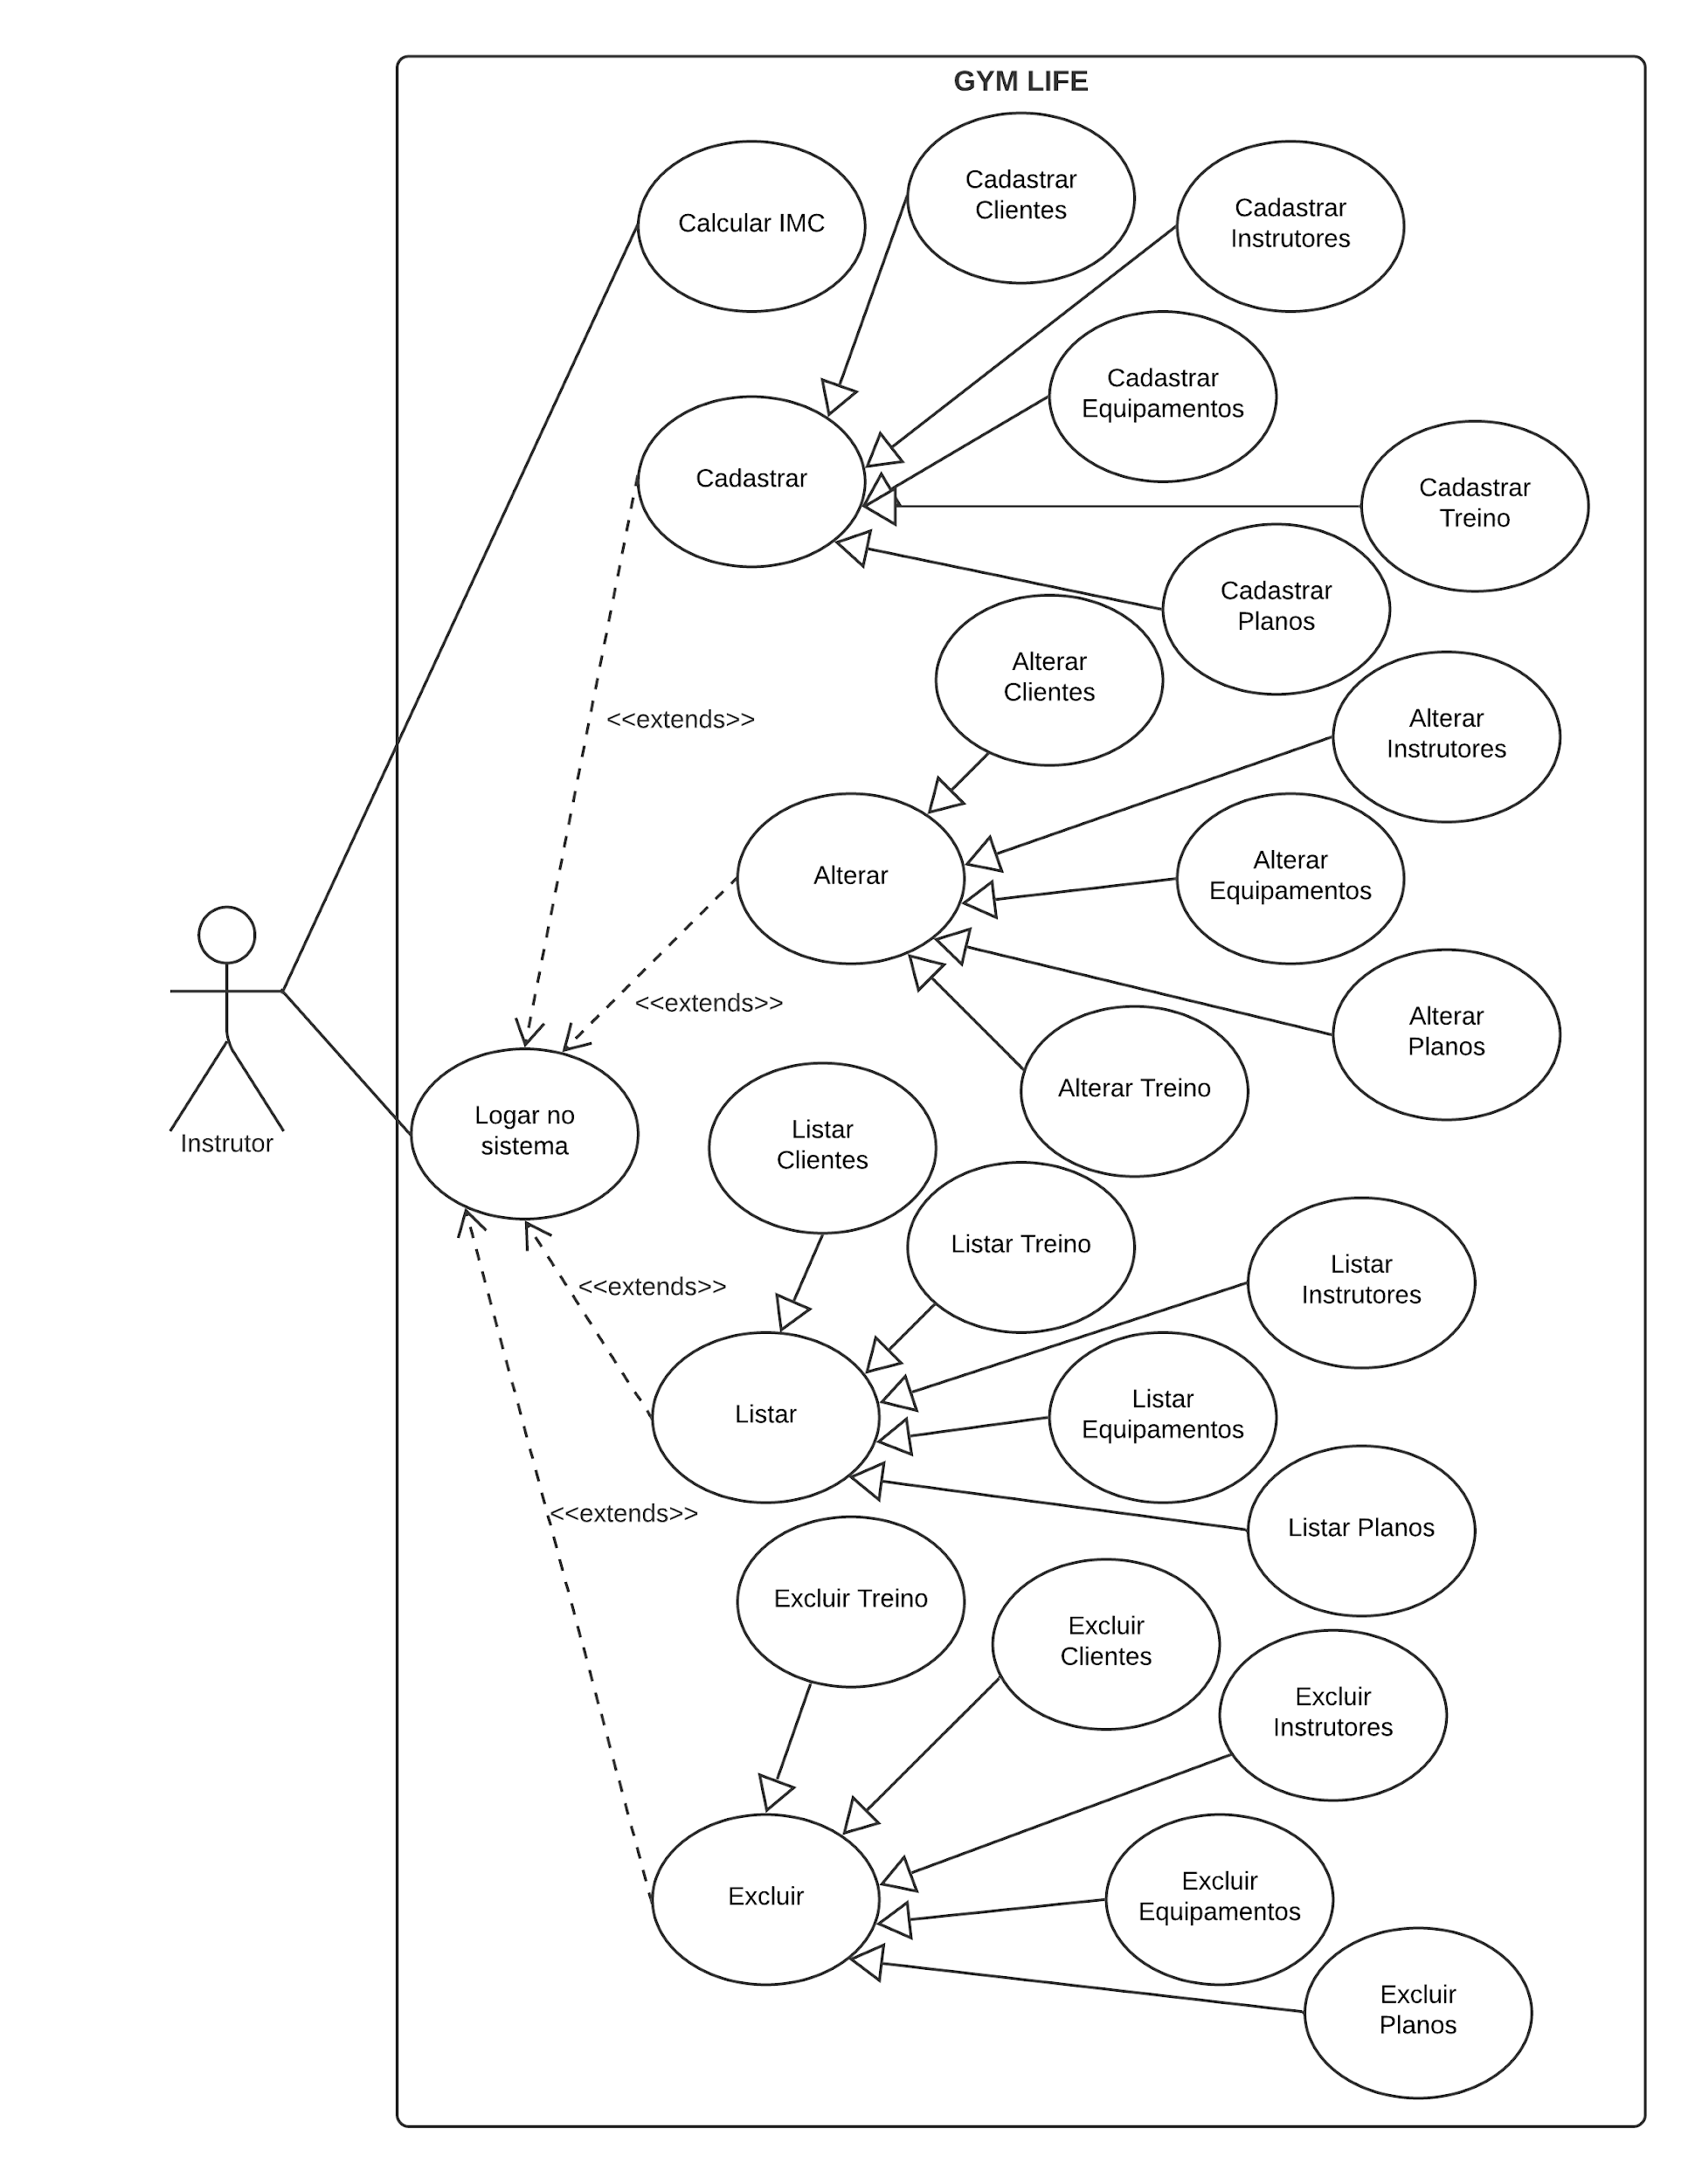 GYM LIFE
Calcular IMC
Cadastrar
Clientes
Cadastrar
Instrutores
Cadastrar
Equipamentos
Cadastrar
Cadastrar
Treino
Cadastrar
Planos
<<extends>>
Alterar
Clientes
Alterar
Instrutores
Alterar
Alterar
Equipamentos
<<extends>>
Alterar
Planos
Alterar Treino
Instrutor
Logar no
sistema
Listar
Clientes
Listar Treino
Listar
Instrutores
<<extends>>
Listar
Listar
Equipamentos
Listar Planos
<<extends>>
Excluir Treino
Excluir
Clientes
Excluir
Instrutores
Excluir
Excluir
Equipamentos
Excluir
Planos